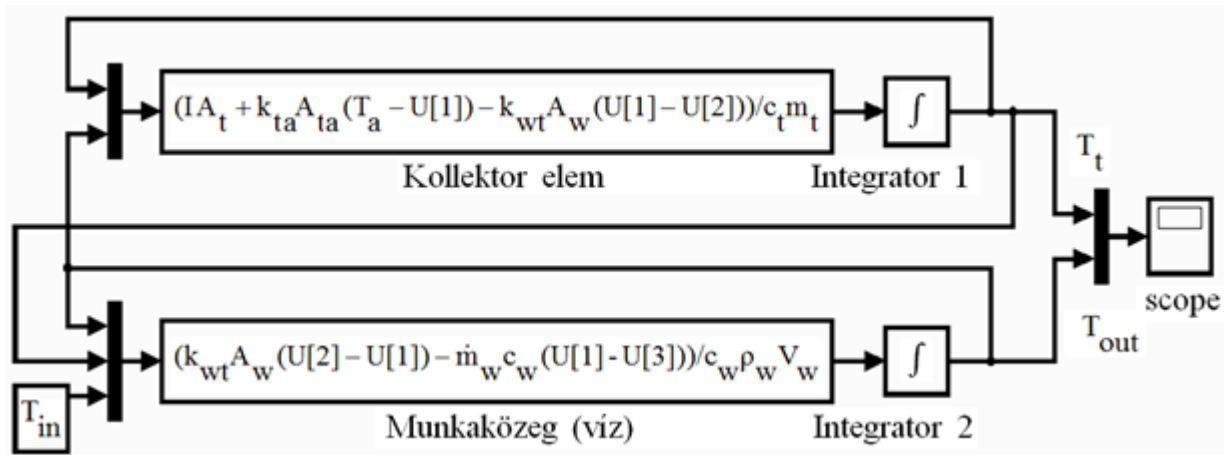 (I A_t + k_ta A_ta (T_a − U[1]) − k_wt A_w (U[1] − U[2]))/c_t m_t
∫
Kollektor elem
Integrator 1
T_t
scope
T_out
(k_wt A_w (U[2] − U[1]) − ṁ_w c_w (U[1] - U[3]))/c_w ρ_w V_w
∫
T_in
Munkaközeg (víz)
Integrator 2